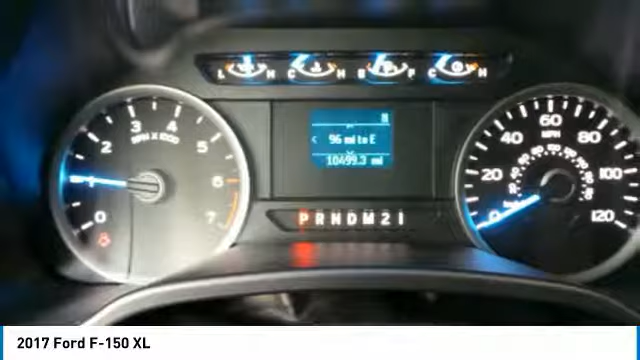 L H C H E F C H
N
< 96 mi to E
10499.3 mi
P R N D M 2 1
0 1 2 3 4 5 6 7
RPM X 1000
0 20 40 60 80 100 120
MPH
2017 Ford F-150 XL